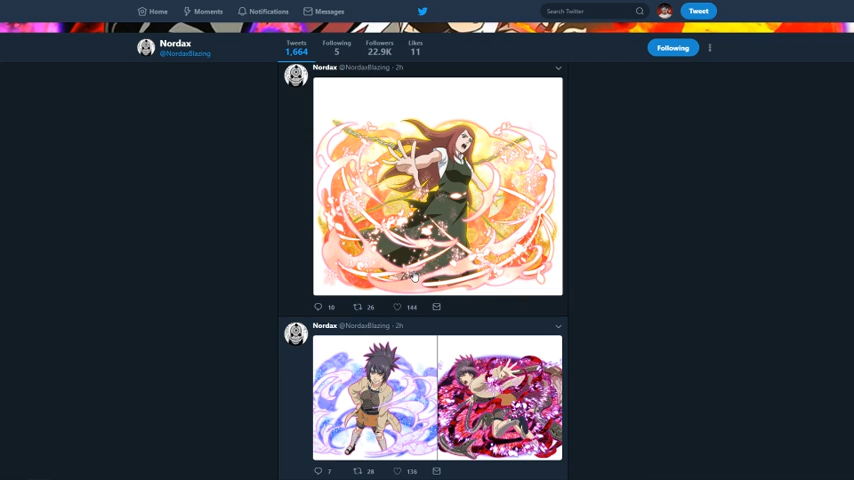 Home Moments Notifications Messages Search Twitter Tweet
Nordax
@NordaxBlazing
Tweets Following Followers Likes
1,664 5 22.9K 11
Following
Nordax @NordaxBlazing · 2h
10 26 144
Nordax @NordaxBlazing · 2h
7 28 136